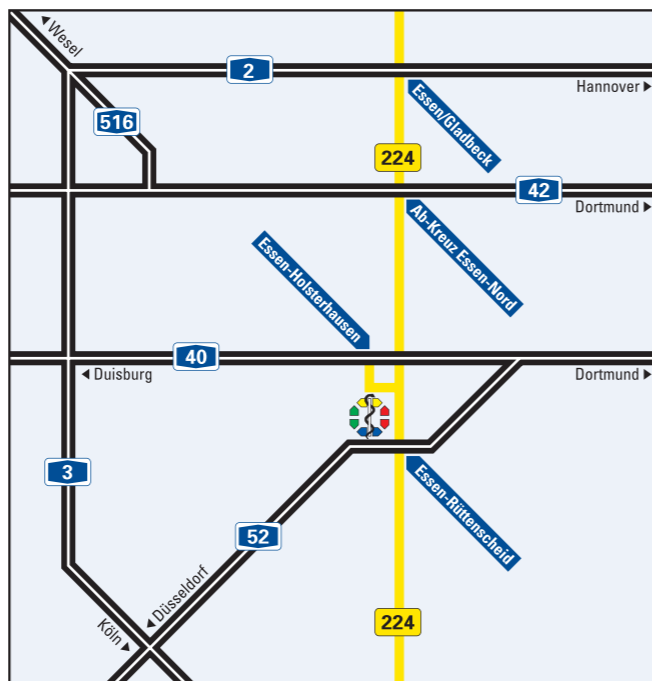 ◄Wesel
2
Hannover ►
516
Essen/Gladbeck
224
42
Dortmund ►
Ab-Kreuz Essen-Nord
Essen-Holsterhausen
40
◄ Duisburg
Dortmund ►
3
Essen-Rüttenscheid
52
◄Düsseldorf
Köln►
224